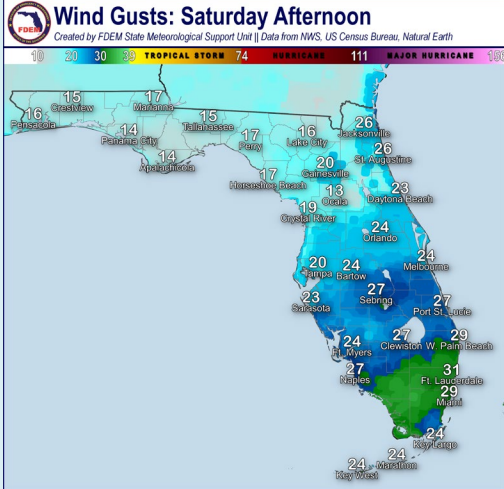 FDEM
Wind Gusts: Saturday Afternoon
Created by FDEM State Meteorological Support Unit || Data from NWS, US Census Bureau, Natural Earth
10 20 30 39 TROPICAL STORM 74 HURRICANE 111 MAJOR HURRICANE 196
16
Pensacola
15
Crestview
17
Marianna
14
Panama City
15
Tallahassee
14
Apalachicola
17
Perry
16
Lake City
26
Jacksonville
26
St. Augustine
20
Gainesville
17
Horseshoe Beach
13
Ocala
23
Daytona Beach
19
Crystal River
24
Orlando
20
Tampa
24
Bartow
24
Melbourne
23
Sarasota
27
Sebring
27
Port St. Lucie
24
Ft. Myers
27
Clewiston
29
W. Palm Beach
27
Naples
31
Ft. Lauderdale
29
Miami
24
Key Largo
24
Marathon
24
Key West